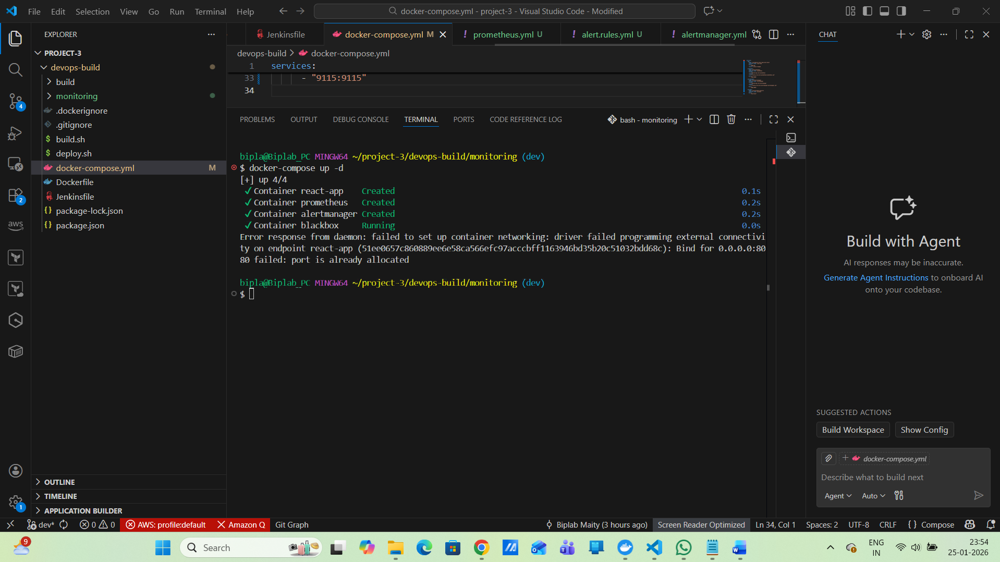 File Edit Selection View Go Run Terminal Help
docker-compose.yml - project-3 - Visual Studio Code - Modified
EXPLORER
PROJECT-3
devops-build
build
monitoring
.dockerignore
.gitignore
build.sh
deploy.sh
docker-compose.yml M
Dockerfile
Jenkinsfile
package-lock.json
package.json
OUTLINE
TIMELINE
APPLICATION BUILDER
4
2
aws
1
Jenkinsfile docker-compose.yml M prometheus.yml U alert.rules.yml U alertmanager.yml
devops-build > docker-compose.yml
1 services:
33 - "9115:9115"
34
PROBLEMS OUTPUT DEBUG CONSOLE TERMINAL PORTS CODE REFERENCE LOG
bash - monitoring
bipla@Biplab_PC MINGW64 ~/project-3/devops-build/monitoring (dev)
$ docker-compose up -d
[+] up 4/4
✓Container react-app Created 0.1s
✓Container prometheus Created 0.2s
✓Container alertmanager Created 0.2s
✓Container blackbox Running 0.0s
Error response from daemon: failed to set up container networking: driver failed programming external connectivi
ty on endpoint react-app (51ee0657c860889ee6e58ca566efc97acccbff1163946bd35b20c51032bdd68c): Bind for 0.0.0.0:80
80 failed: port is already allocated
bipla@Biplab_PC MINGW64 ~/project-3/devops-build/monitoring (dev)
$
CHAT
Build with Agent
AI responses may be inaccurate.
Generate Agent Instructions to onboard AI
onto your codebase.
SUGGESTED ACTIONS
Build Workspace Show Config
docker-compose.yml
Describe what to build next
Agent Auto
dev* 0 0 AWS: profile:default Amazon Q Git Graph Biplab Maity (3 hours ago) Screen Reader Optimized Ln 34, Col 1 Spaces: 2 UTF-8 CRLF {} Compose
9
Search
ENG
IN
23:54
25-01-2026